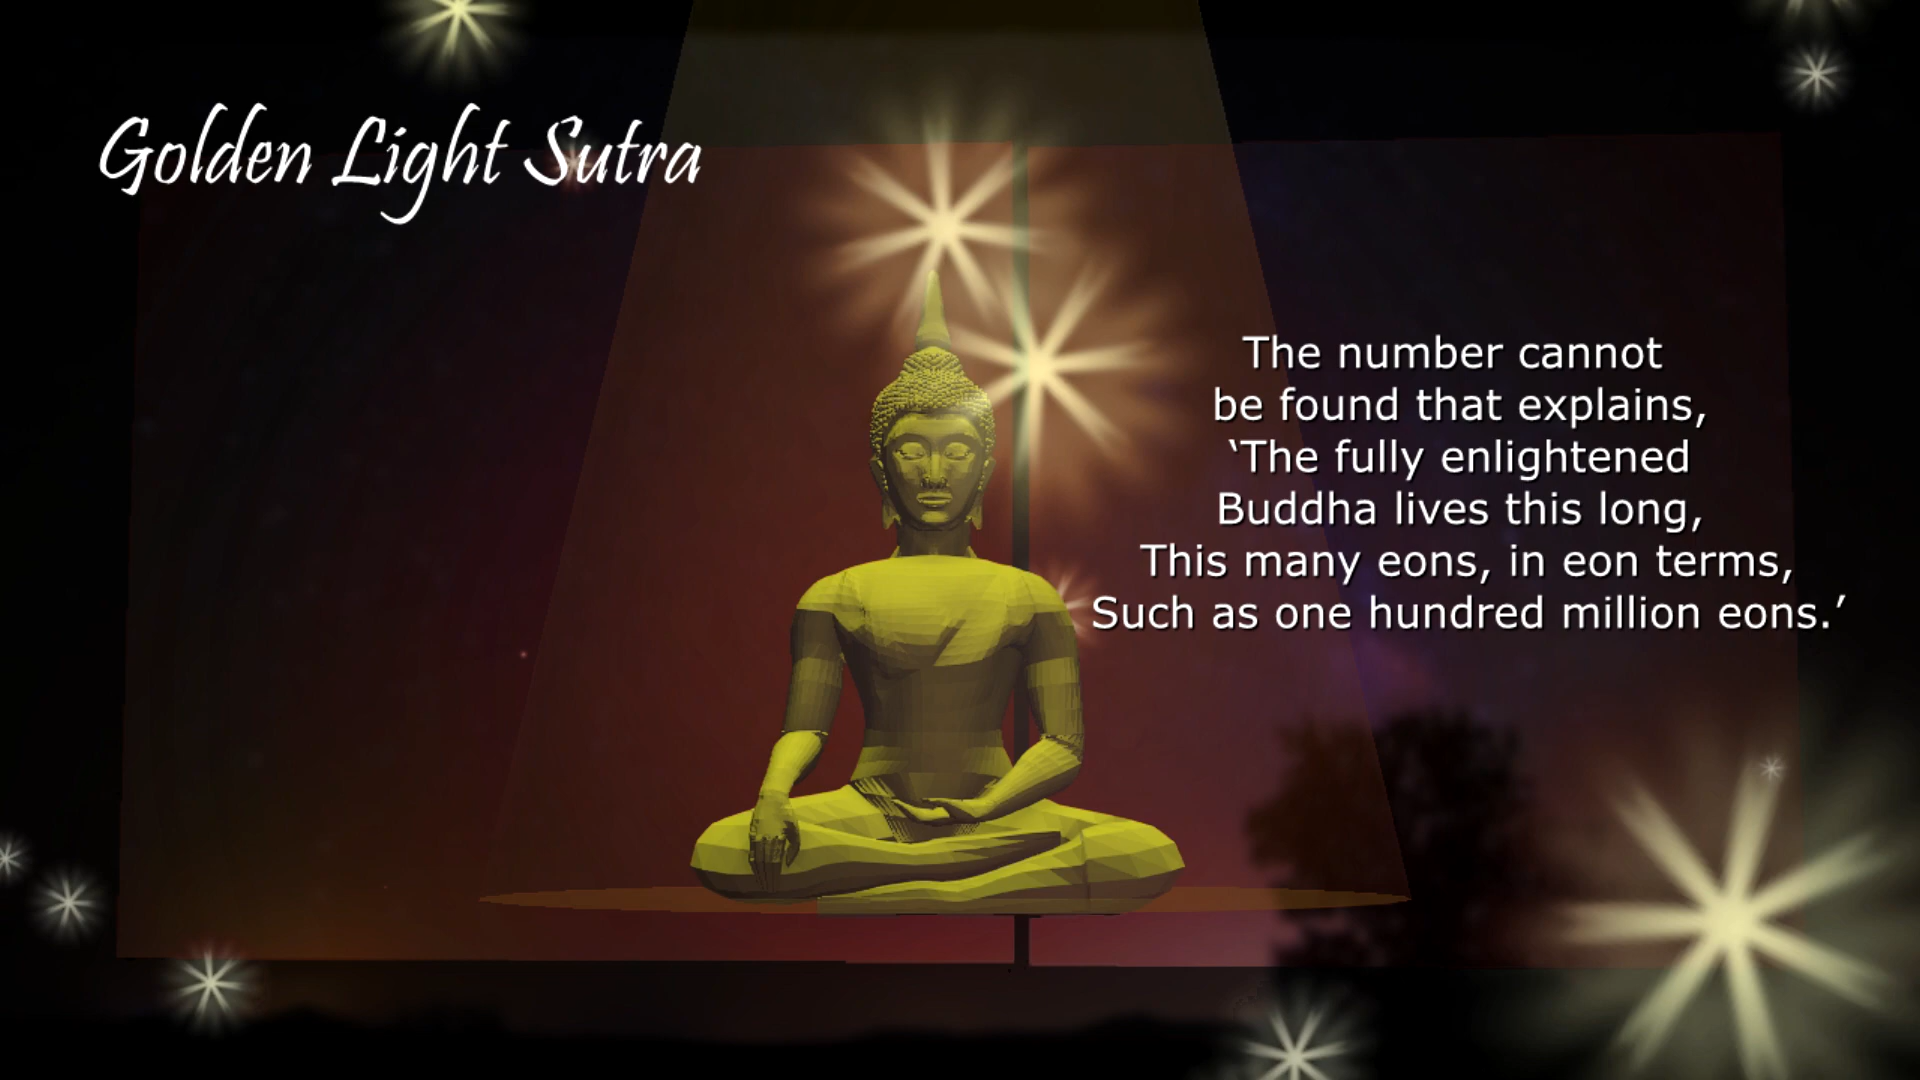 Golden Light Sutra
The number cannot
be found that explains,
‘The fully enlightened
Buddha lives this long,
This many eons, in eon terms,
Such as one hundred million eons.’